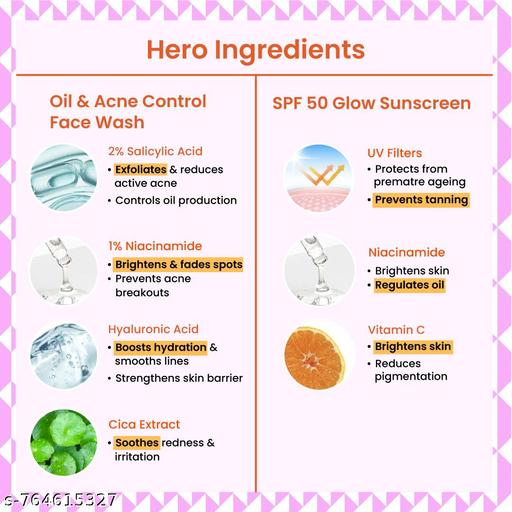 Hero Ingredients
Oil & Acne Control
Face Wash
2% Salicylic Acid
• Exfoliates & reduces
active acne
• Controls oil production
1% Niacinamide
• Brightens & fades spots
• Prevents acne
breakouts
Hyaluronic Acid
• Boosts hydration &
smooths lines
• Strengthens skin barrier
Cica Extract
• Soothes redness &
irritation
SPF 50 Glow Sunscreen
UV Filters
• Protects from
prematre ageing
• Prevents tanning
Niacinamide
• Brightens skin
• Regulates oil
Vitamin C
• Brightens skin
• Reduces
pigmentation
s-764615327